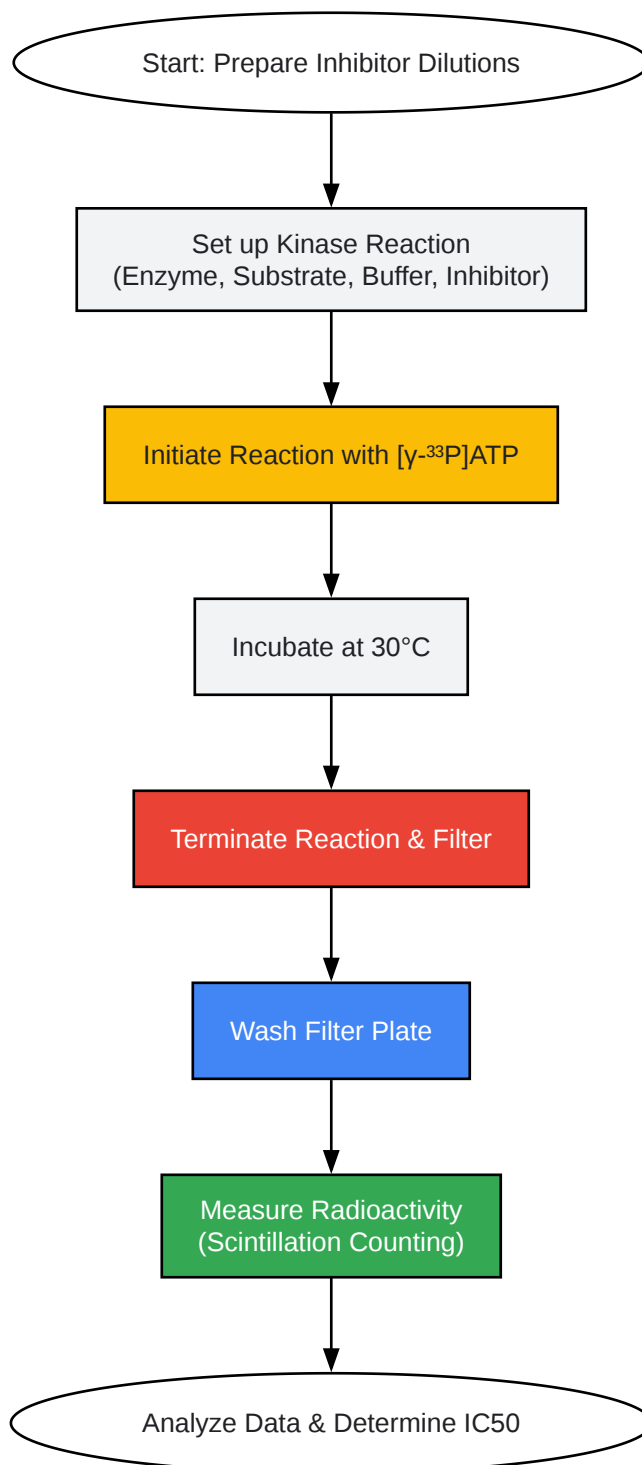 Start: Prepare Inhibitor Dilutions
Set up Kinase Reaction
(Enzyme, Substrate, Buffer, Inhibitor)
Initiate Reaction with [γ-³³P]ATP
Incubate at 30°C
Terminate Reaction & Filter
Wash Filter Plate
Measure Radioactivity
(Scintillation Counting)
Analyze Data & Determine IC50